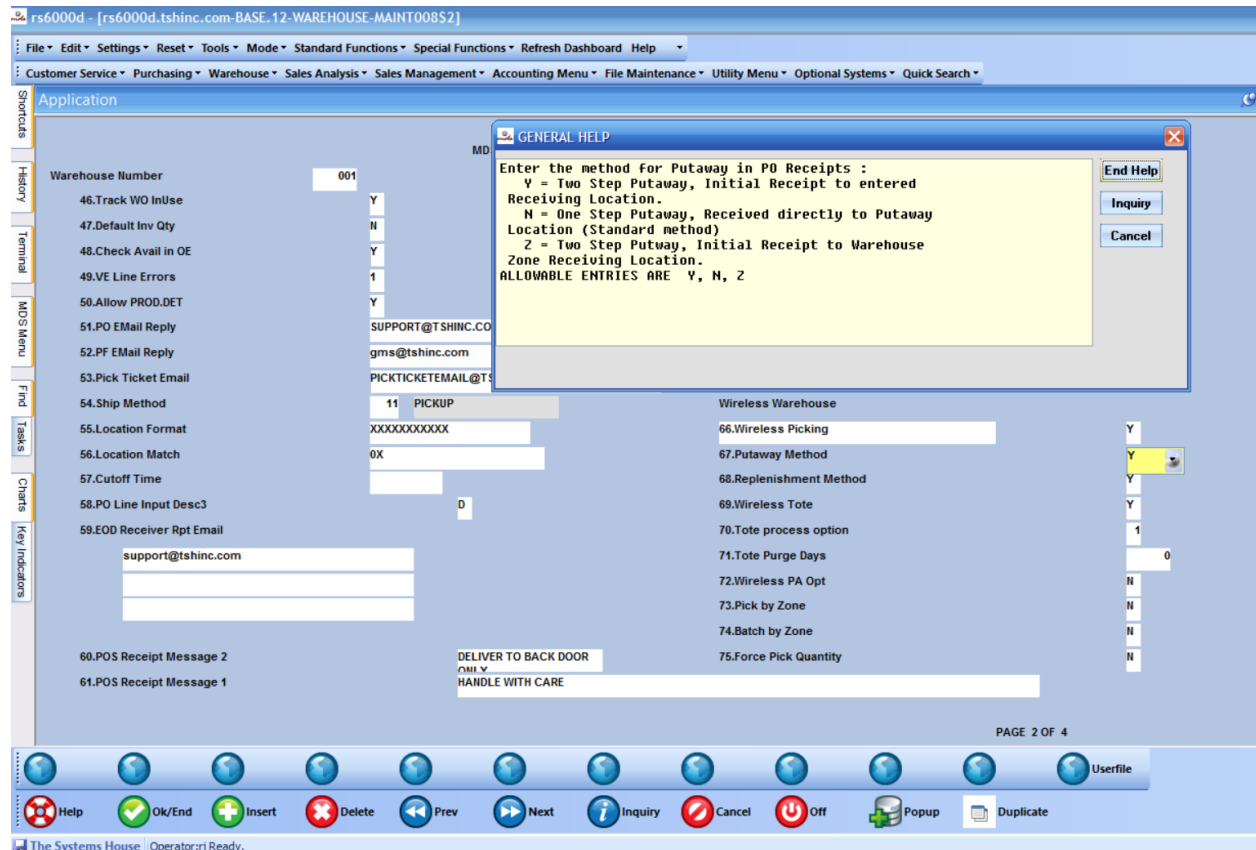 rs6000d - [rs6000d.tshinc.com-BASE.12-WAREHOUSE-MAINT008$2]
File Edit Settings Reset Tools Mode Standard Functions Special Functions Refresh Dashboard Help
Customer Service Purchasing Warehouse Sales Analysis Sales Management Accounting Menu File Maintenance Utility Menu Optional Systems Quick Search
Shortcuts
History
Terminal
MDS Menu
Find
Tasks
Charts
Key Indicators
Application
MD
GENERAL HELP
Enter the method for Putaway in PO Receipts :
Y = Two Step Putaway, Initial Receipt to entered
Receiving Location.
N = One Step Putaway, Received directly to Putaway
Location (Standard method)
Z = Two Step Putway, Initial Receipt to Warehouse
Zone Receiving Location.
ALLOWABLE ENTRIES ARE Y, N, Z
End Help
Inquiry
Cancel
Warehouse Number 001
46.Track WO InUse Y
47.Default Inv Qty N
48.Check Avail in OE Y
49.VE Line Errors 1
50.Allow PROD.DET Y
51.PO EMail Reply SUPPORT@TSHINC.CO
52.PF EMail Reply gms@tshinc.com
53.Pick Ticket Email PICKTICKETEMAIL@TS
54.Ship Method 11 PICKUP
55.Location Format XXXXXXXXXXX
56.Location Match 0X
57.Cutoff Time
58.PO Line Input Desc3 D
59.EOD Receiver Rpt Email
support@tshinc.com
60.POS Receipt Message 2 DELIVER TO BACK DOOR
ONLY
61.POS Receipt Message 1 HANDLE WITH CARE
Wireless Warehouse
66.Wireless Picking Y
67.Putaway Method Y
68.Replenishment Method Y
69.Wireless Tote Y
70.Tote process option 1
71.Tote Purge Days 0
72.Wireless PA Opt N
73.Pick by Zone N
74.Batch by Zone N
75.Force Pick Quantity N
PAGE 2 OF 4
Userfile
Help Ok/End Insert Delete Prev Next Inquiry Cancel Off Popup Duplicate
The Systems House Operator:rj Ready.